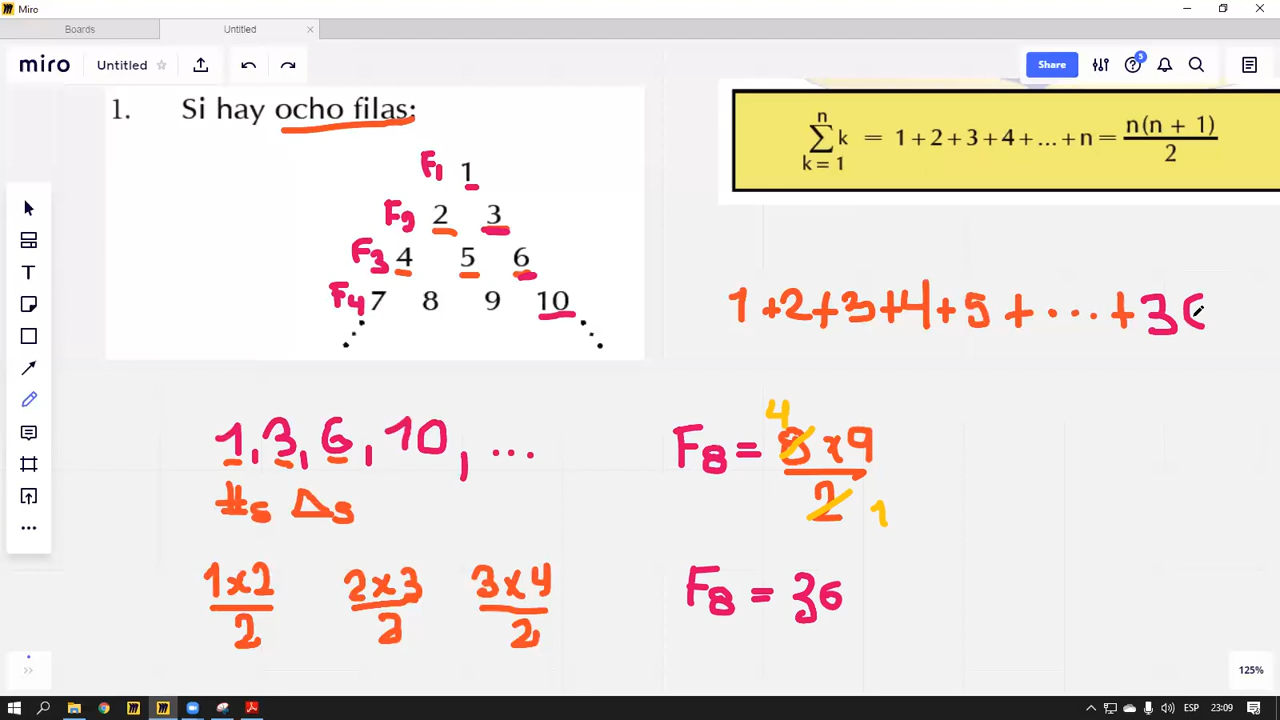 Miro
Boards
Untitled
miro
Untitled
Share
5
1. Si hay ocho filas:
F1 1
F2 2 3
F3 4 5 6
F4 7 8 9 10
n
∑ k = 1 + 2 + 3 + 4 + ... + n = n(n + 1)
k = 1 2
1+2+3+4+5+...+36
1, 3, 6, 10, ...
#s Δs
4
F8 = 8 x 9
2 1
1x2 2x3 3x4
2 2 2
F8 = 36
125%
ESP 23:09